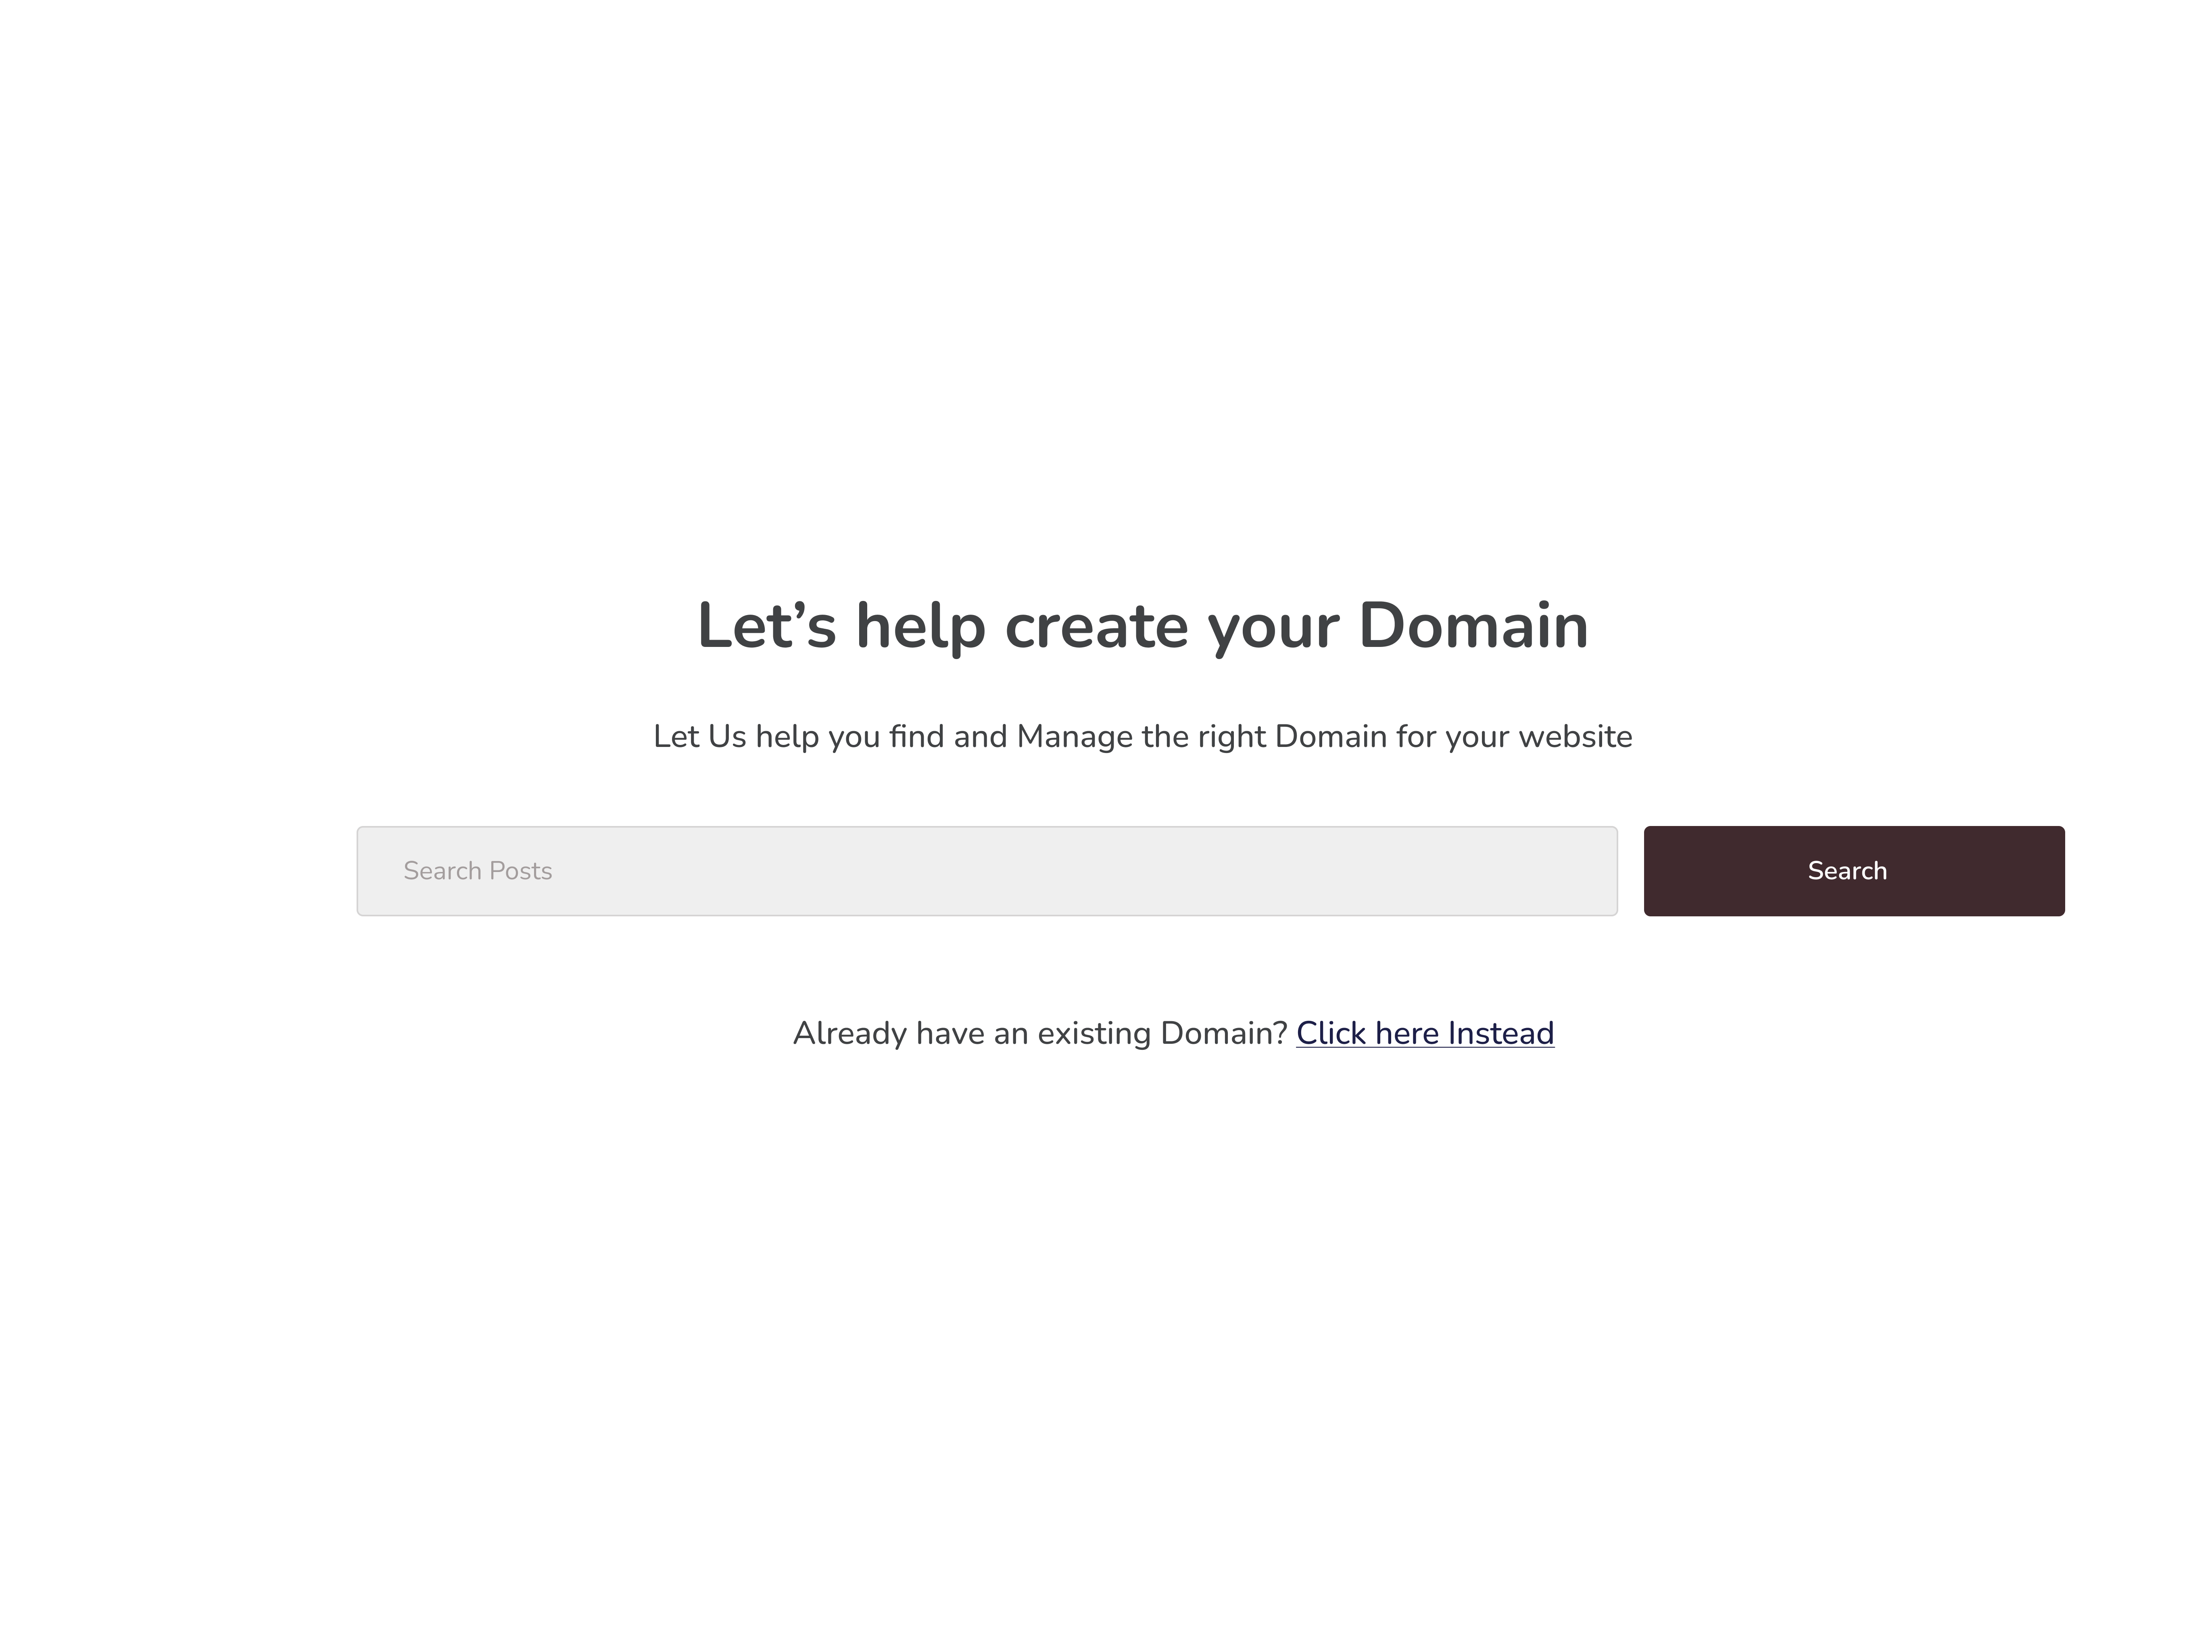 Let’s help create your Domain
Let Us help you find and Manage the right Domain for your website
Search Posts
Search
Already have an existing Domain? Click here Instead